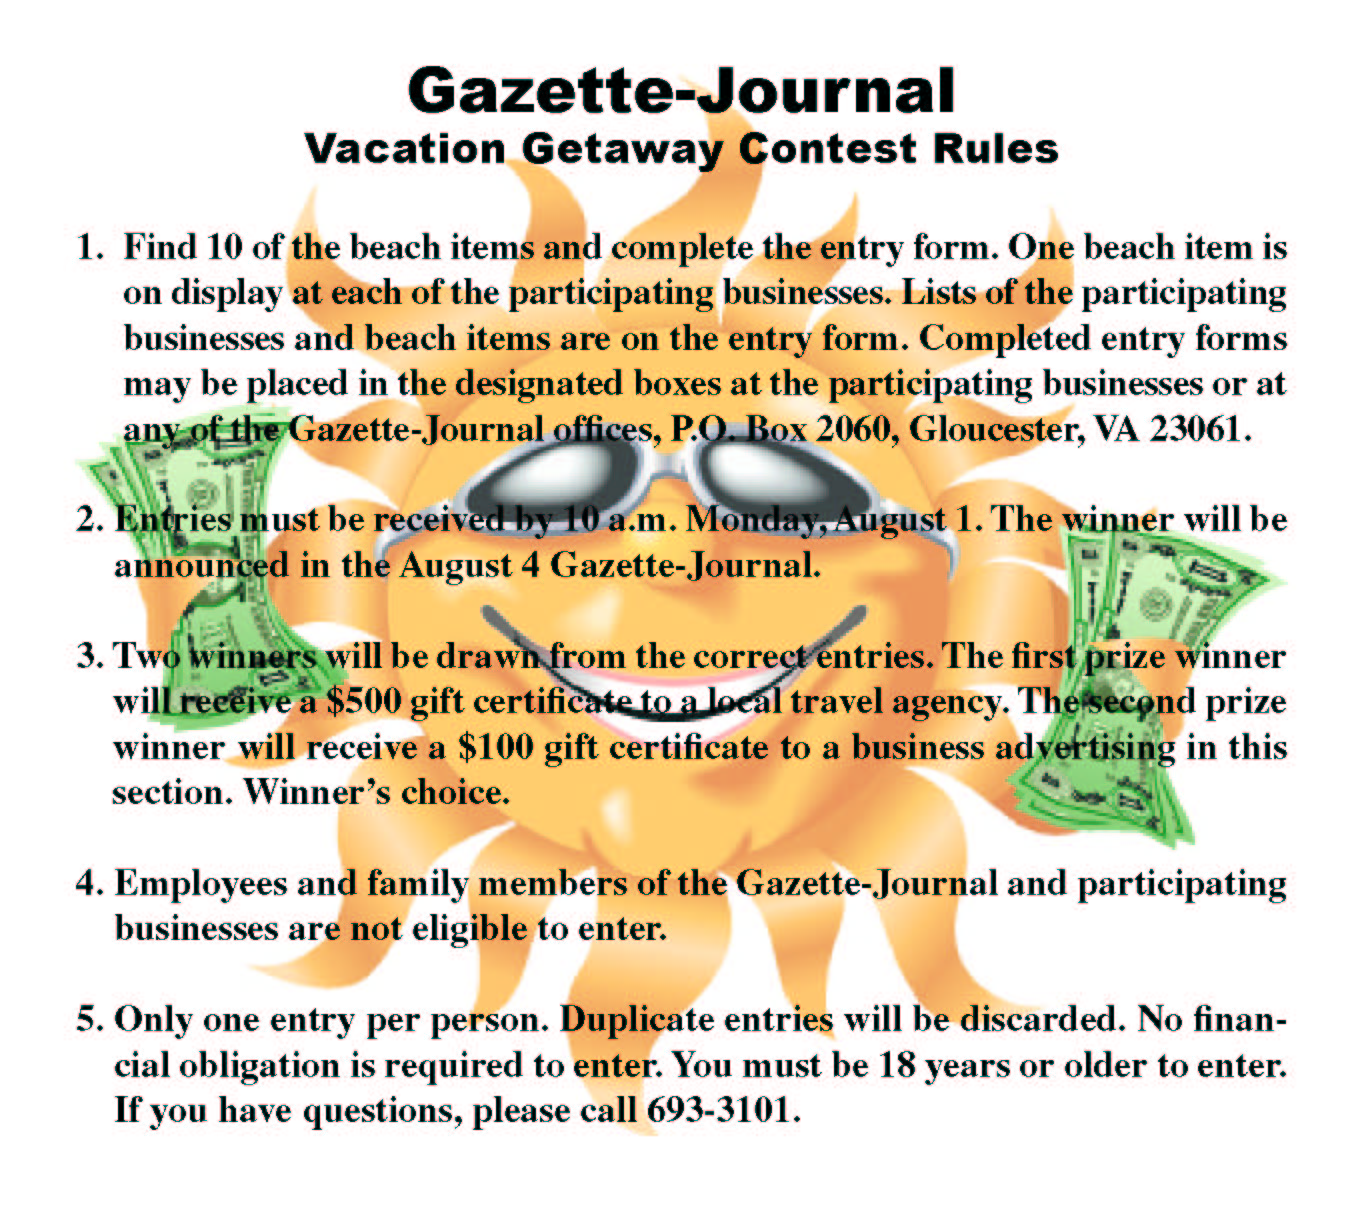 Gazette-Journal
Vacation Getaway Contest Rules
1. Find 10 of the beach items and complete the entry form. One beach item is
on display at each of the participating businesses. Lists of the participating
businesses and beach items are on the entry form. Completed entry forms
may be placed in the designated boxes at the participating businesses or at
any of the Gazette-Journal offices, P.O. Box 2060, Gloucester, VA 23061.
2. Entries must be received by 10 a.m. Monday, August 1. The winner will be
announced in the August 4 Gazette-Journal.
3. Two winners will be drawn from the correct entries. The first prize winner
will receive a $500 gift certificate to a local travel agency. The second prize
winner will receive a $100 gift certificate to a business advertising in this
section. Winner’s choice.
4. Employees and family members of the Gazette-Journal and participating
businesses are not eligible to enter.
5. Only one entry per person. Duplicate entries will be discarded. No finan-
cial obligation is required to enter. You must be 18 years or older to enter.
If you have questions, please call 693-3101.